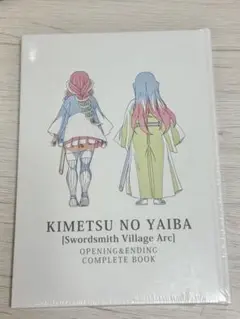 KIMETSU NO YAIBA
[Swordsmith Village Arc]
OPENING&ENDING
COMPLETE BOOK